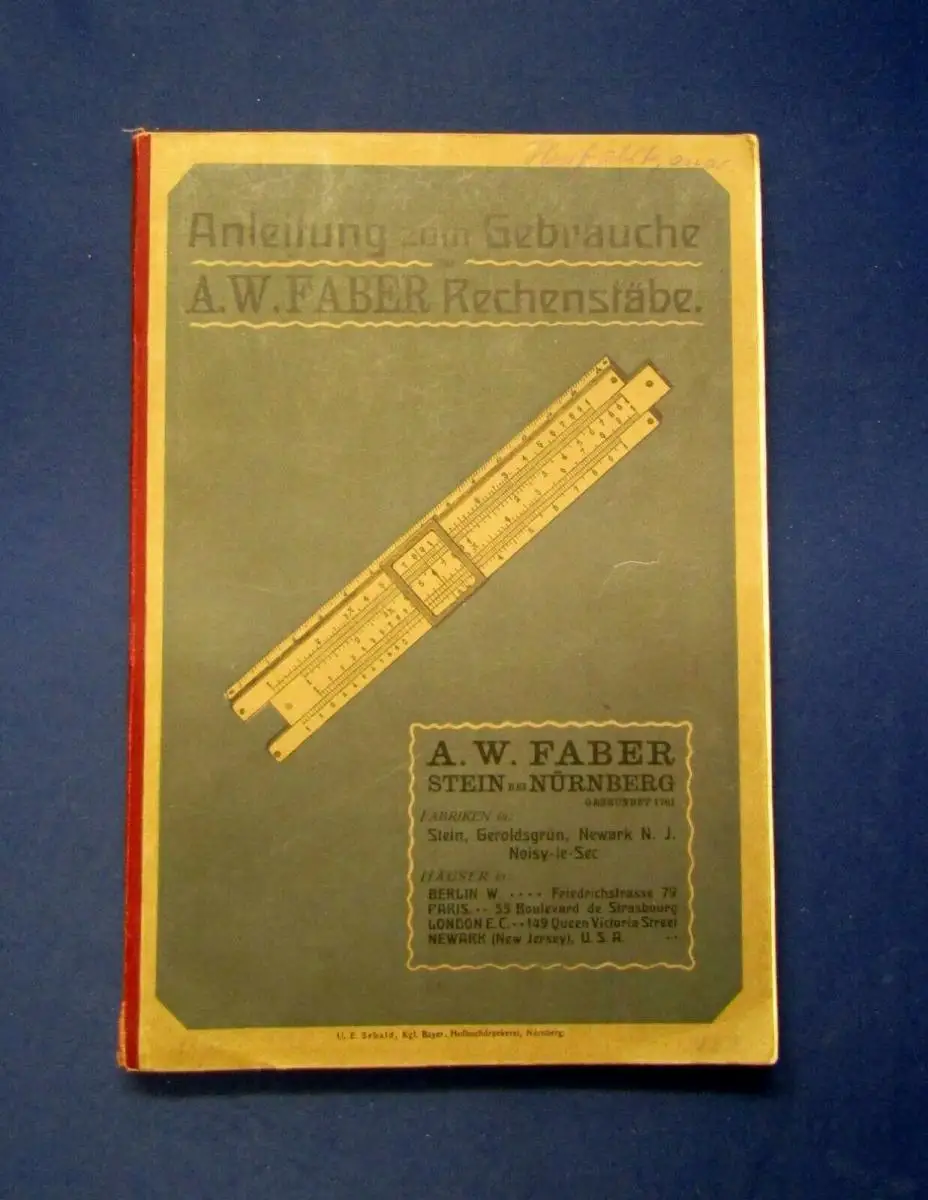 Anleitung zum Gebrauche
der
A.W. FABER Rechenstäbe.
A. W. FABER
STEIN BEI NÜRNBERG
GEGRÜNDET 1761
FABRIKEN in:
Stein, Geroldsgrün, Newark N. J.
Noisy-le-Sec
HÄUSER in:
BERLIN W. .... Friedrichstrasse 79
PARIS .. 55 Boulevard de Strasbourg
LONDON E.C. .. 149 Queen Victoria Street
NEWARK (New Jersey), U. S. A. ..
U. E. Sebald, Kgl. Bayer. Hofbuchdruckerei, Nürnberg.